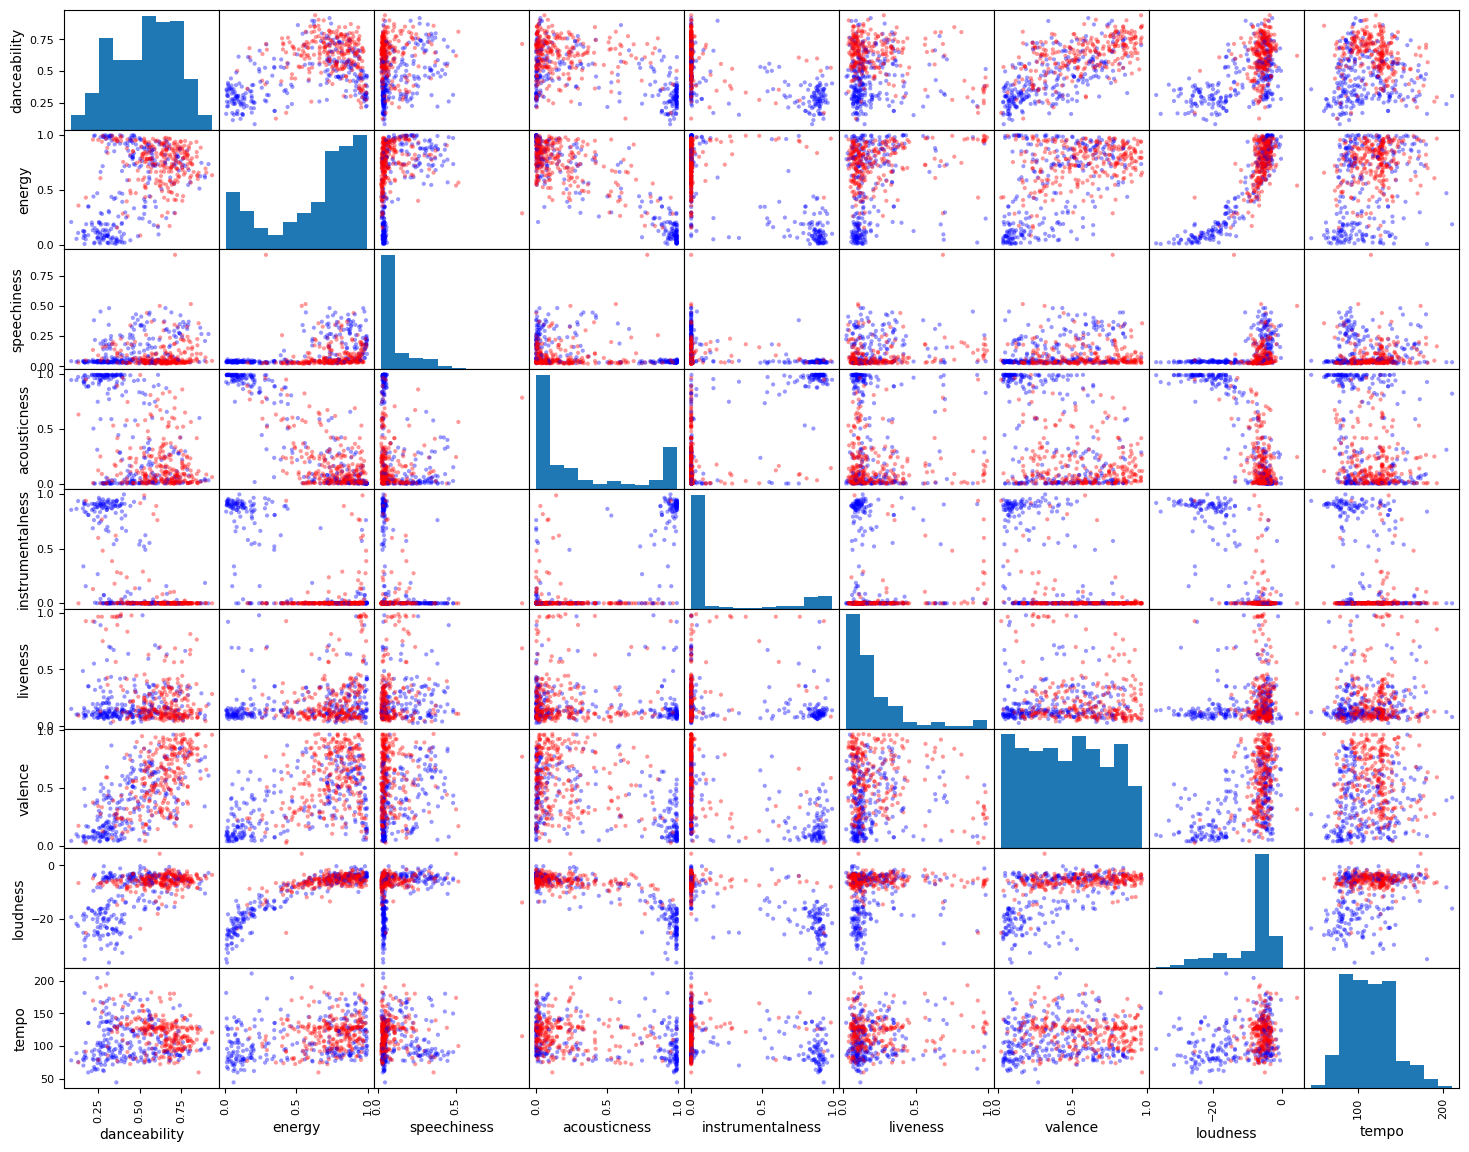 danceability
0.75
0.50
0.25
energy
1.0
0.5
0.0
speechiness
0.75
0.50
0.25
0.00
acousticness
1.0
0.5
0.0
instrumentalness
1.0
0.5
0.0
liveness
1.0
0.5
0.0
valence
1.0
0.5
0.0
loudness
0
−20
tempo
200
150
100
50
0.25 0.50 0.75 0.0 0.5 1.0 0.0 0.5 0.0 0.5 1.0 0.0 0.5 1.0 0.0 0.5 1.0 0.0 0.5 1.0 −20 0 100 200
danceability energy speechiness acousticness instrumentalness liveness valence loudness tempo